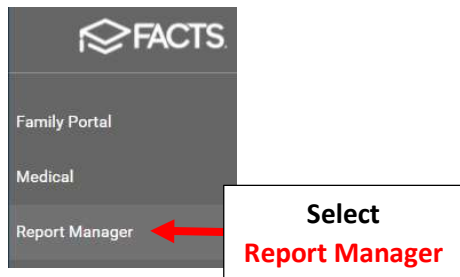 FACTS
Family Portal
Medical
Report Manager
Select
Report Manager